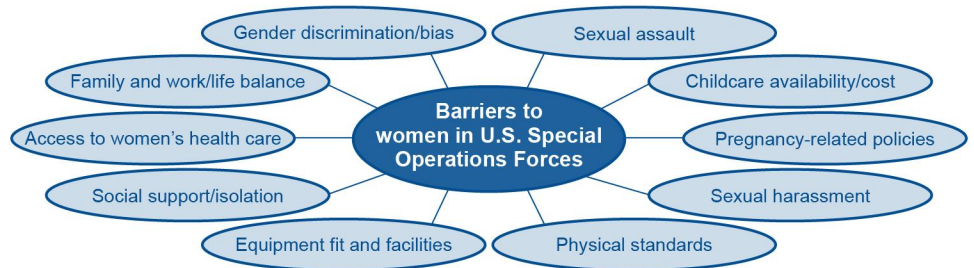 Gender discrimination/bias
Sexual assault
Family and work/life balance
Childcare availability/cost
Barriers to
women in U.S. Special
Operations Forces
Access to women’s health care
Pregnancy-related policies
Social support/isolation
Sexual harassment
Equipment fit and facilities
Physical standards